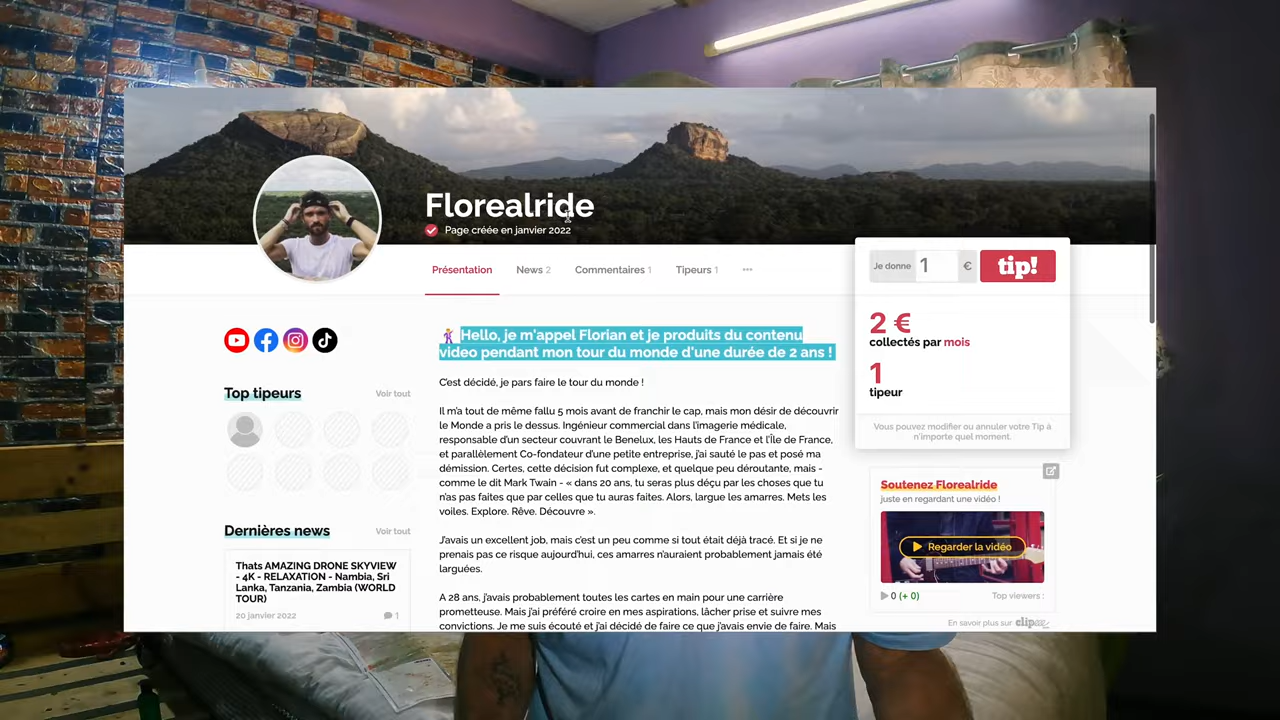 Florealride
Page créée en janvier 2022
Présentation
News 2
Commentaires 1
Tipeurs 1
Je donne 1 € tip!
2 €
collectés par mois
1
tipeur
Vous pouvez modifier ou annuler votre Tip à
n'importe quel moment.
Top tipeurs
Voir tout
Dernières news
Voir tout
Thats AMAZING DRONE SKYVIEW
- 4K - RELAXATION - Nambia, Sri
Lanka, Tanzania, Zambia (WORLD
TOUR)
20 janvier 2022
1
Hello, je m'appel Florian et je produits du contenu
video pendant mon tour du monde d'une durée de 2 ans !
C'est décidé, je pars faire le tour du monde !
Il m'a tout de même fallu 5 mois avant de franchir le cap, mais mon désir de découvrir
le Monde a pris le dessus. Ingénieur commercial dans l'imagerie médicale,
responsable d'un secteur couvrant le Benelux, les Hauts de France et l'Île de France,
et parallèlement Co-fondateur d'une petite entreprise, j'ai sauté le pas et posé ma
démission. Certes, cette décision fut complexe, et quelque peu déroutante, mais -
comme le dit Mark Twain - « dans 20 ans, tu seras plus déçu par les choses que tu
n'as pas faites que par celles que tu auras faites. Alors, largue les amarres. Mets les
voiles. Explore. Rêve. Découvre ».
J'avais un excellent job, mais c'est un peu comme si tout était déjà tracé. Et si je ne
prenais pas ce risque aujourd'hui, ces amarres n'auraient probablement jamais été
larguées.
A 28 ans, j'avais probablement toutes les cartes en main pour une carrière
prometteuse. Mais j'ai préféré croire en mes aspirations, lâcher prise et suivre mes
convictions. Je me suis écouté et j'ai décidé de faire ce que j'avais envie de faire. Mais
Soutenez Florealride
juste en regardant une vidéo !
Regarder la vidéo
0 (+ 0)
Top viewers :
En savoir plus sur